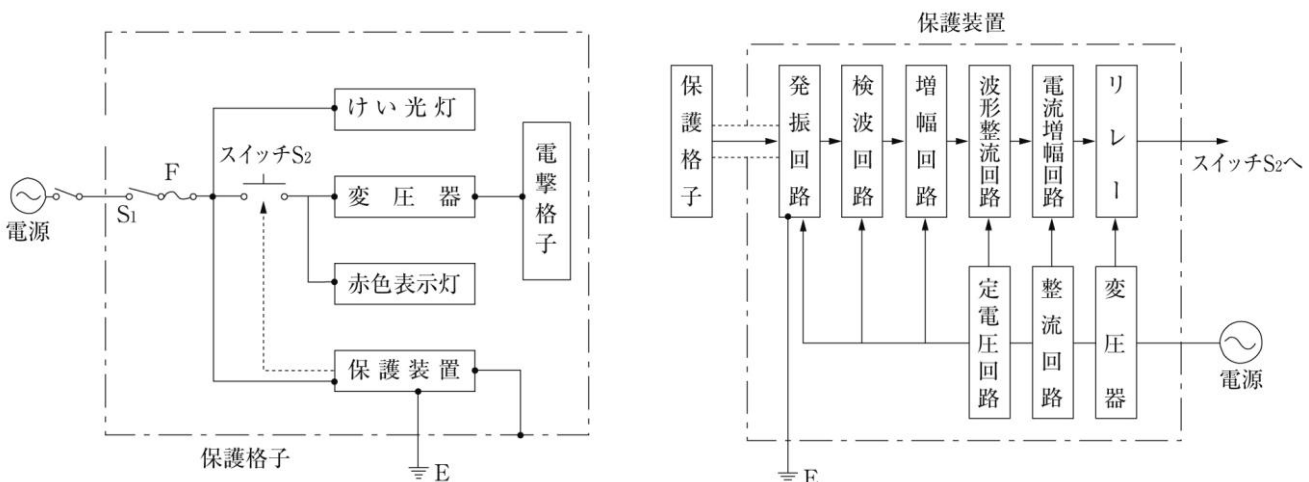 けい光灯
スイッチS2
F
S1
電源
変圧器
電撃格子
赤色表示灯
保護装置
保護格子
E
保護装置
保護格子
発振回路
検波回路
増幅回路
波形整流回路
電流増幅回路
リレー
スイッチS2へ
定電圧回路
整流回路
変圧器
電源
E